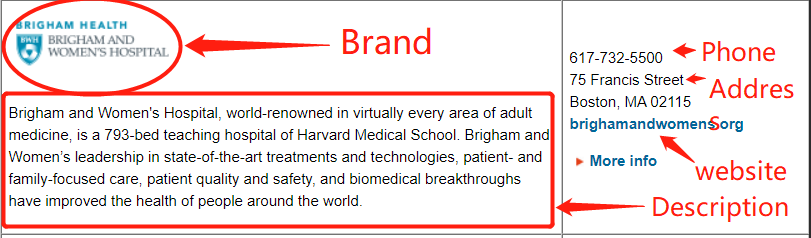 BRIGHAM HEALTH
BRIGHAM AND
WOMEN'S HOSPITAL
Brand
Brigham and Women's Hospital, world-renowned in virtually every area of adult
medicine, is a 793-bed teaching hospital of Harvard Medical School. Brigham and
Women's leadership in state-of-the-art treatments and technologies, patient- and
family-focused care, patient quality and safety, and biomedical breakthroughs
have improved the health of people around the world.
617-732-5500
Phone
75 Francis Street
Addres
s
Boston, MA 02115
brighamandwomens.org
website
More info
Description